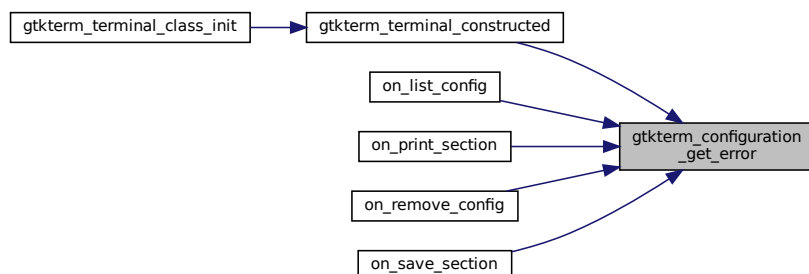 gtkterm_terminal_class_init
gtkterm_terminal_constructed
on_list_config
on_print_section
on_remove_config
on_save_section
gtkterm_configuration
_get_error